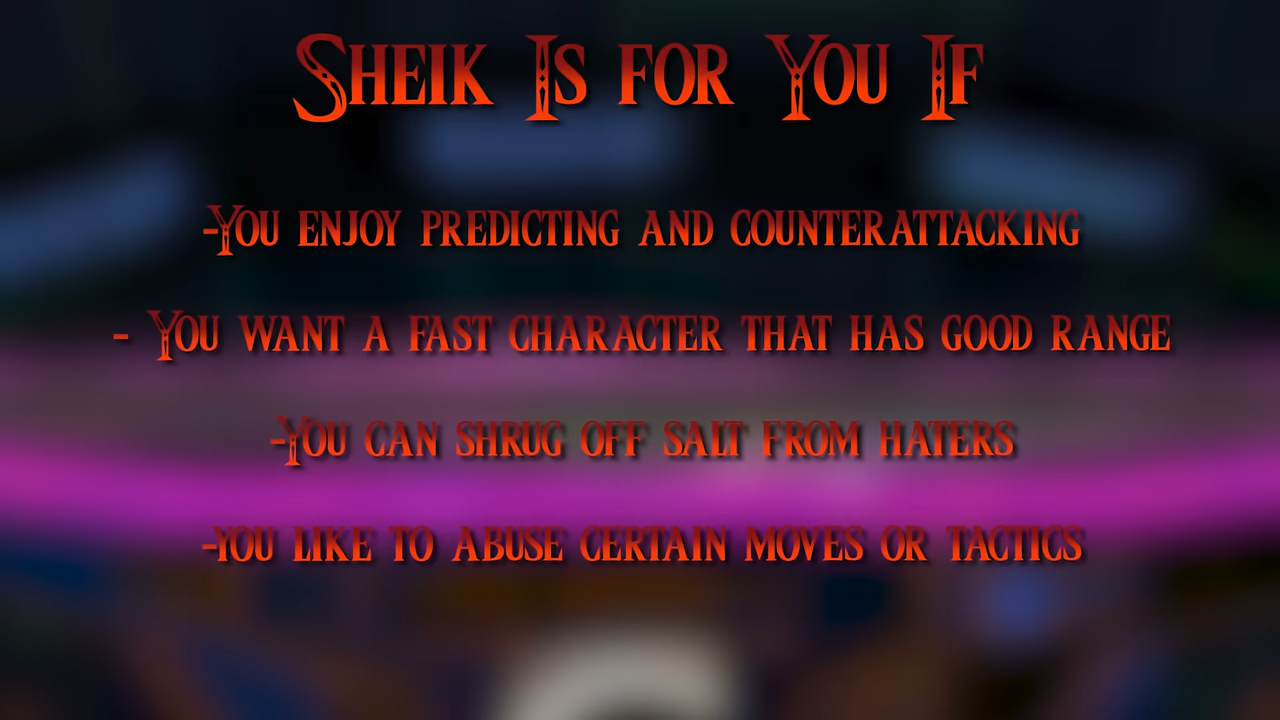 Sheik Is for You If
-You enjoy predicting and counterattacking
- You want a fast character that has good range
-You can shrug off salt from haters
-you like to abuse certain moves or tactics